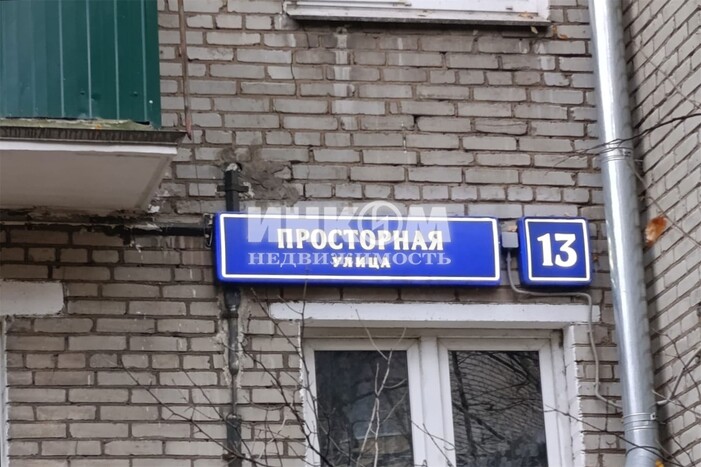 ИНКОМ
НЕДВИЖИМОСТЬ
ПРОСТОРНАЯ
УЛИЦА
13